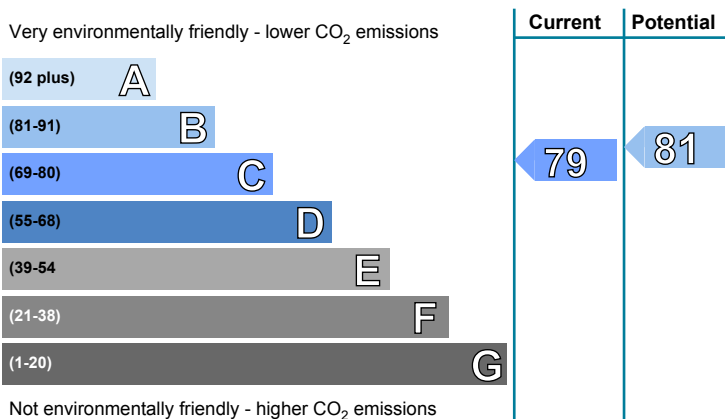 Very environmentally friendly - lower CO2 emissions
Current Potential
(92 plus) A
(81-91) B
(69-80) C
(55-68) D
(39-54 E
(21-38) F
(1-20) G
79
81
Not environmentally friendly - higher CO2 emissions